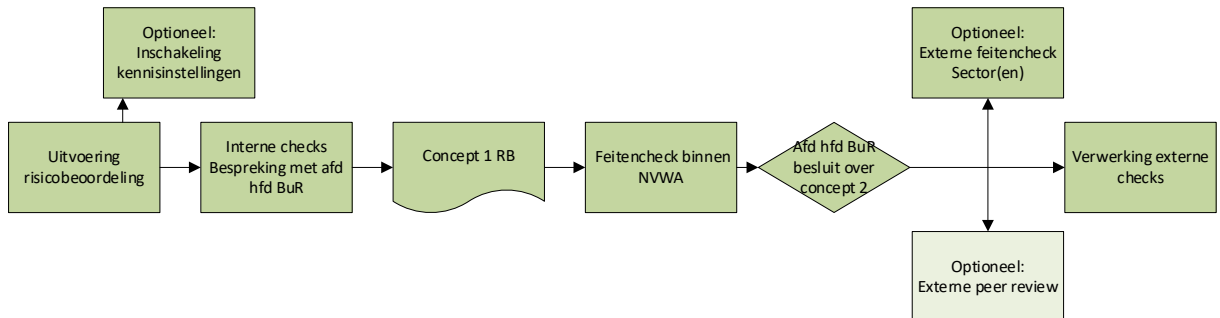 Optioneel:
Inschakeling
kennisinstellingen
Uitvoering
risicobeoordeling
Interne checks
Bespreking met afd
hfd BuR
Concept 1 RB
Feitencheck binnen
NVWA
Afd hfd BuR
besluit over
concept 2
Optioneel:
Externe feitencheck
Sector(en)
Verwerking externe
checks
Optioneel:
Externe peer review